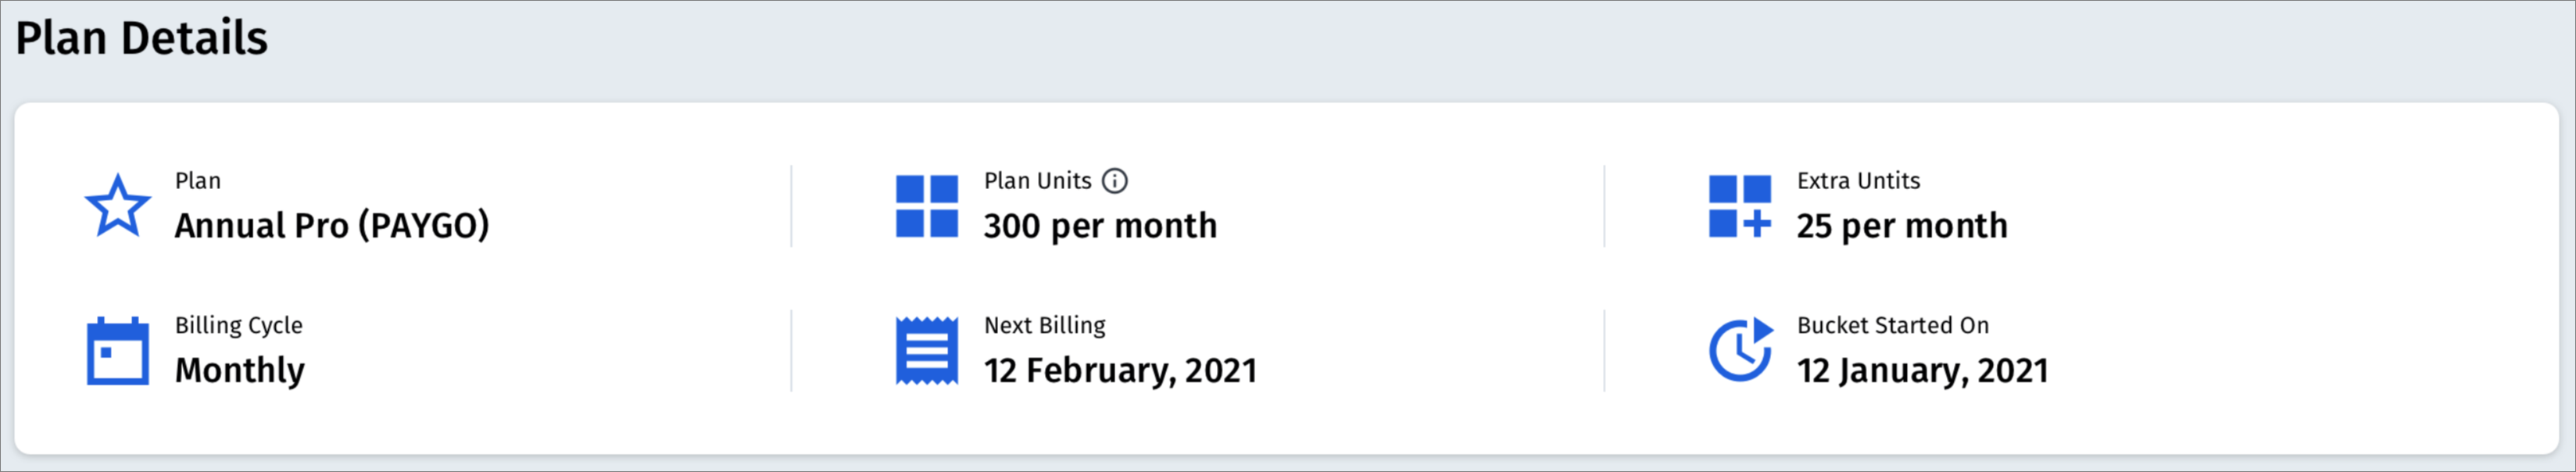 Plan Details
Plan
Annual Pro (PAYGO)
Plan Units
300 per month
Extra Untits
25 per month
Billing Cycle
Monthly
Next Billing
12 February, 2021
Bucket Started On
12 January, 2021